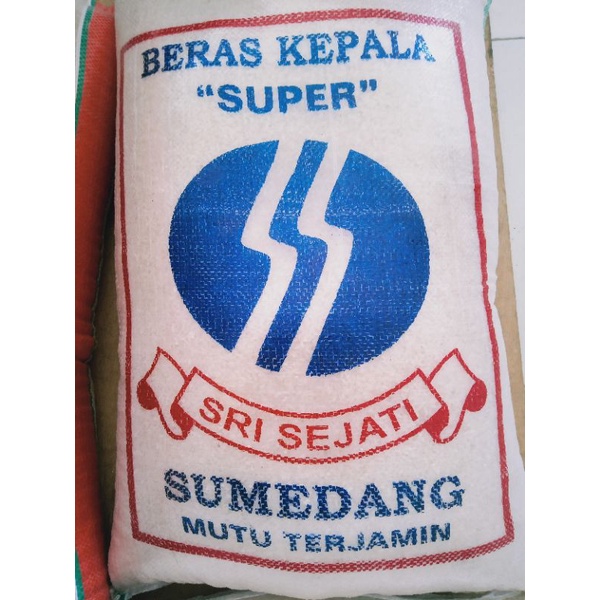 BERAS KEPALA
“SUPER”
SRI SEJATI
SUMEDANG
MUTU TERJAMIN